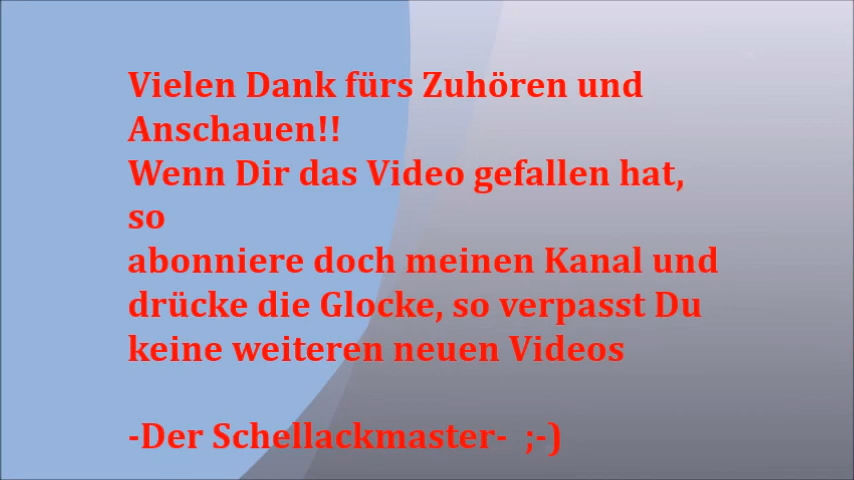 Vielen Dank fürs Zuhören und
Anschauen!!
Wenn Dir das Video gefallen hat,
so
abonniere doch meinen Kanal und
drücke die Glocke, so verpasst Du
keine weiteren neuen Videos
-Der Schellackmaster-  ;-)